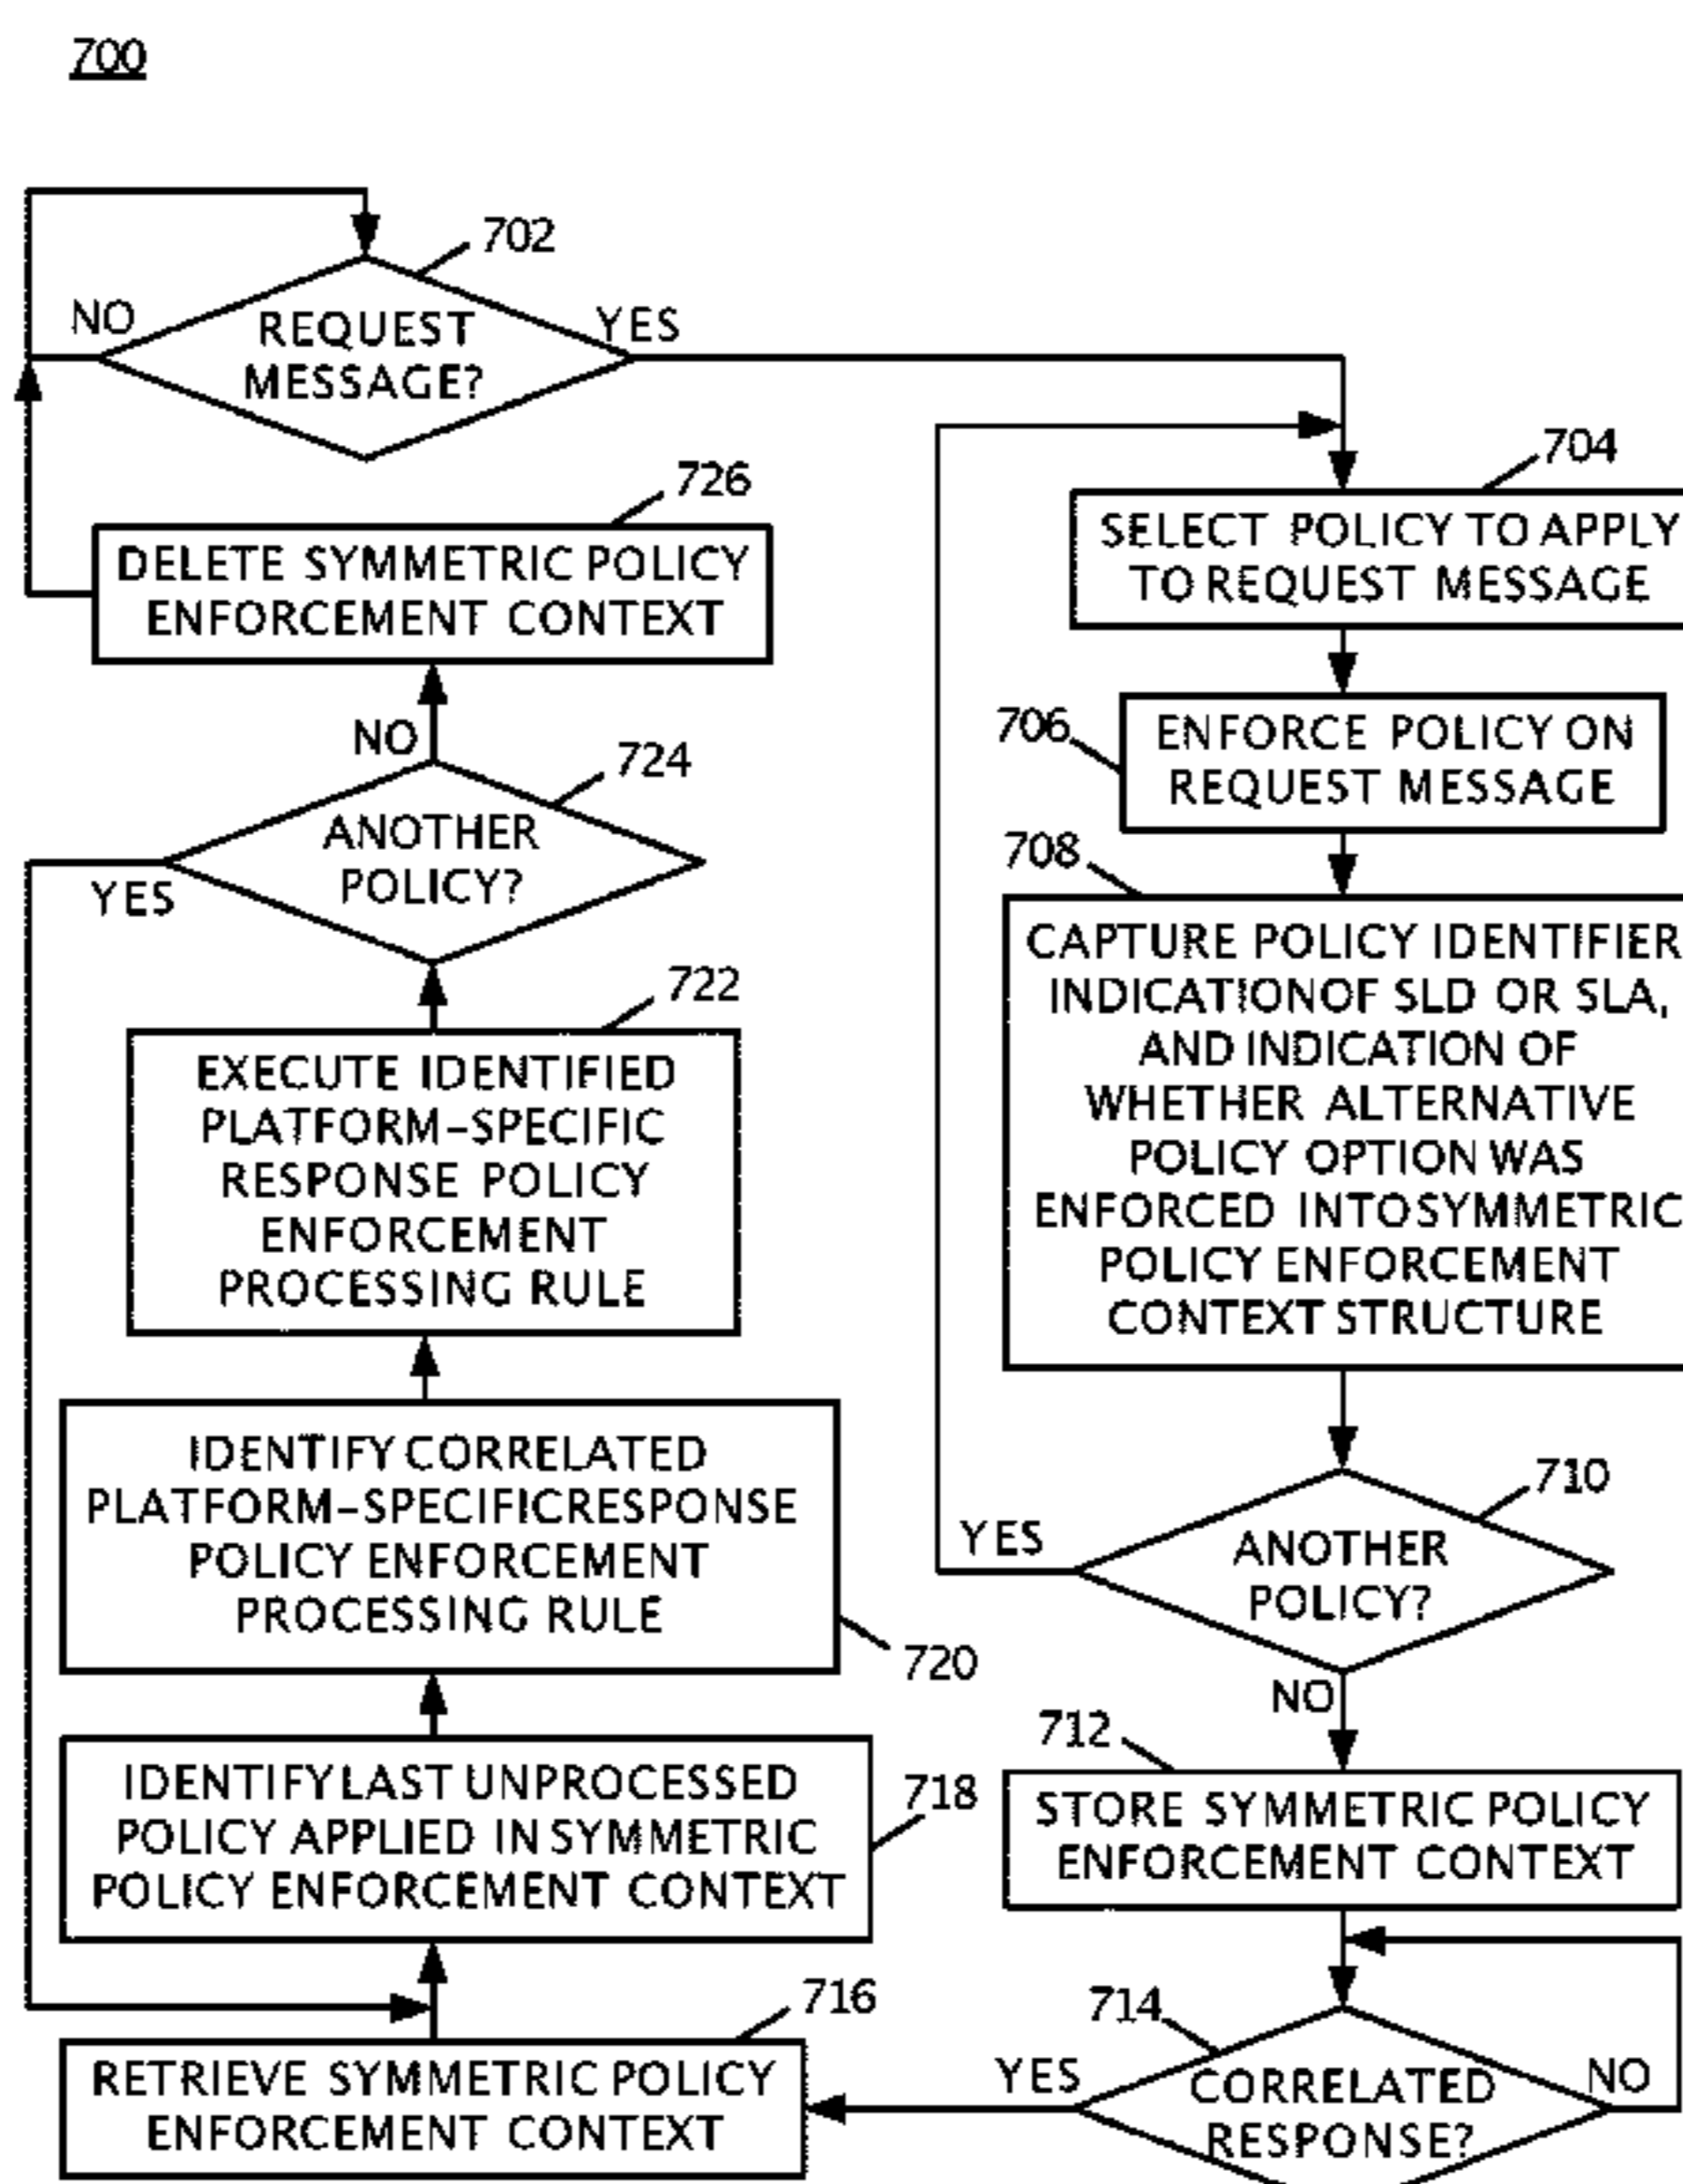 700
702
NO
REQUEST
MESSAGE?
YES
704
SELECT POLICY TO APPLY
TO REQUEST MESSAGE
706
ENFORCE POLICY ON
REQUEST MESSAGE
708
CAPTURE POLICY IDENTIFIER
INDICATIONOF SLD OR SLA,
AND INDICATION OF
WHETHER ALTERNATIVE
POLICY OPTION WAS
ENFORCED INTOSYMMETRIC
POLICY ENFORCEMENT
CONTEXT STRUCTURE
710
YES
ANOTHER
POLICY?
NO
712
STORE SYMMETRIC POLICY
ENFORCEMENT CONTEXT
714
YES
CORRELATED
RESPONSE?
NO
716
RETRIEVE SYMMETRIC POLICY
ENFORCEMENT CONTEXT
718
IDENTIFY LAST UNPROCESSED
POLICY APPLIED IN SYMMETRIC
POLICY ENFORCEMENT CONTEXT
720
IDENTIFY CORRELATED
PLATFORM-SPECIFICRESPONSE
POLICY ENFORCEMENT
PROCESSING RULE
722
EXECUTE IDENTIFIED
PLATFORM-SPECIFIC
RESPONSE POLICY
ENFORCEMENT
PROCESSING RULE
724
YES
ANOTHER
POLICY?
NO
726
DELETE SYMMETRIC POLICY
ENFORCEMENT CONTEXT